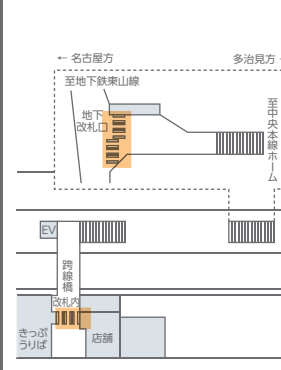 ← 名古屋方
多治見方
至地下鉄東山線
地下
改札口
至中央本線ホーム
EV
跨線橋
改札内
きっぷ
うりば
店舗